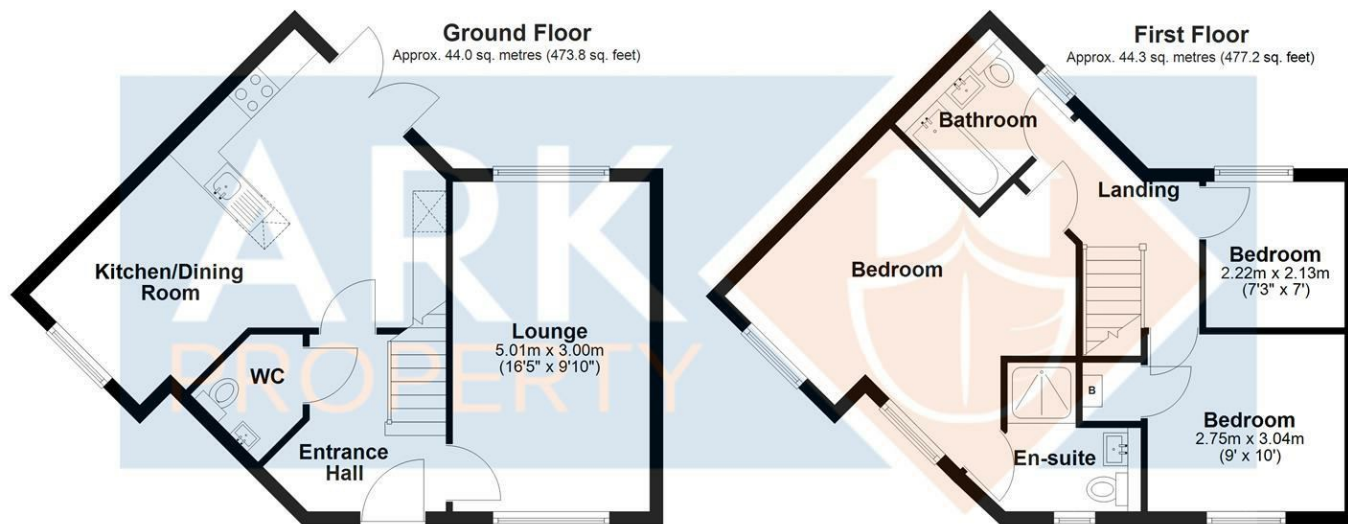 Ground Floor
Approx. 44.0 sq. metres (473.8 sq. feet)
First Floor
Approx. 44.3 sq. metres (477.2 sq. feet)
ARK
PROPERTY
Kitchen/Dining
Room
WC
Entrance
Hall
Lounge
5.01m x 3.00m
(16'5" x 9'10")
Bathroom
Landing
Bedroom
Bedroom
2.22m x 2.13m
(7'3" x 7')
B
En-suite
Bedroom
2.75m x 3.04m
(9' x 10')